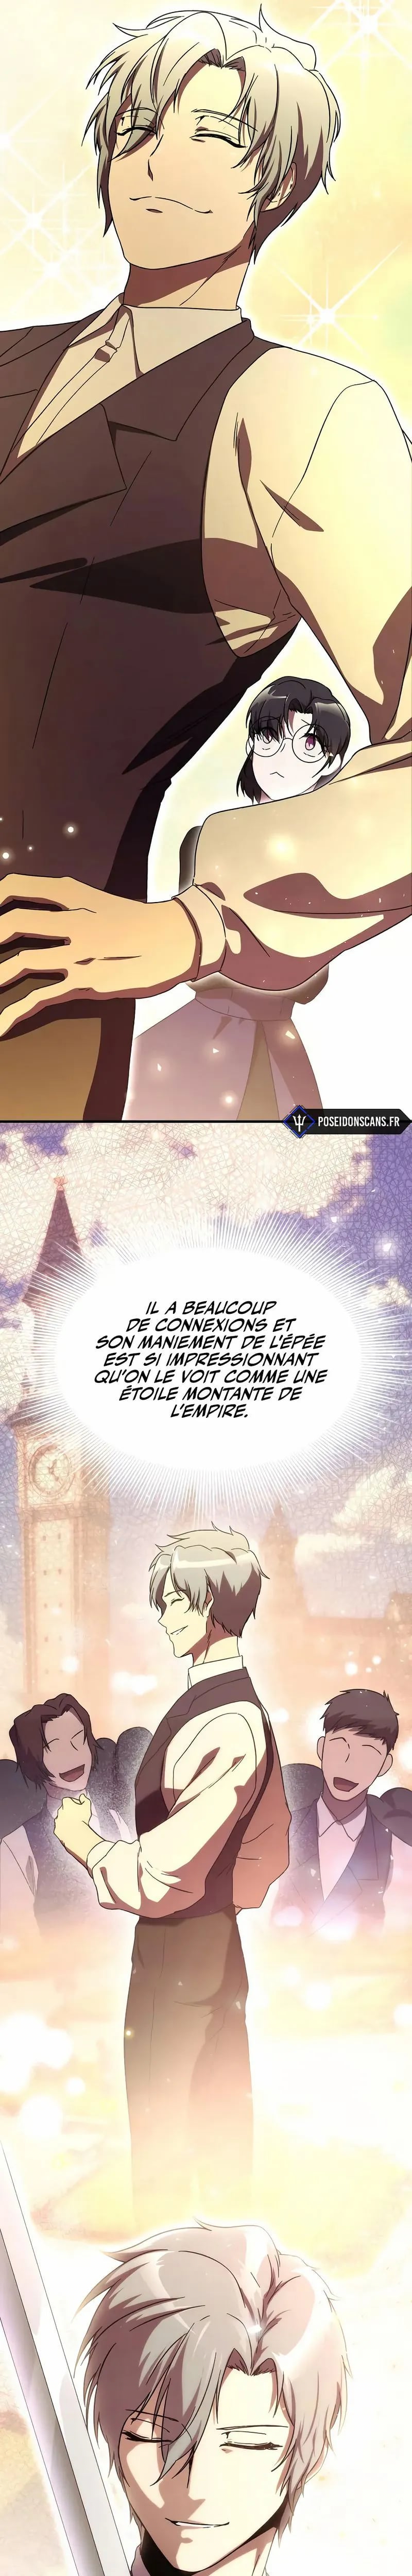 POSEIDONSCANS.FR
IL A BEAUCOUP
DE CONNEXIONS ET
SON MANIEMENT DE L'ÉPÉE
EST SI IMPRESSIONNANT
QU'ON LE VOIT COMME UNE
ÉTOILE MONTANTE DE
L'EMPIRE.